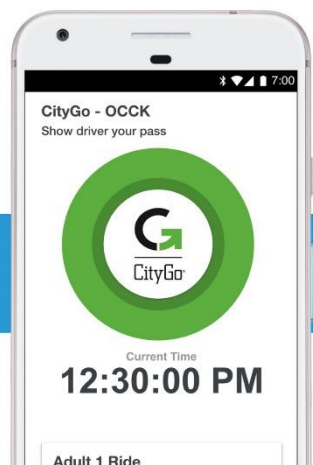 7:00
CityGo - OCCK
Show driver your pass
G
CityGo
Current Time
12:30:00 PM
Adult 1 Ride